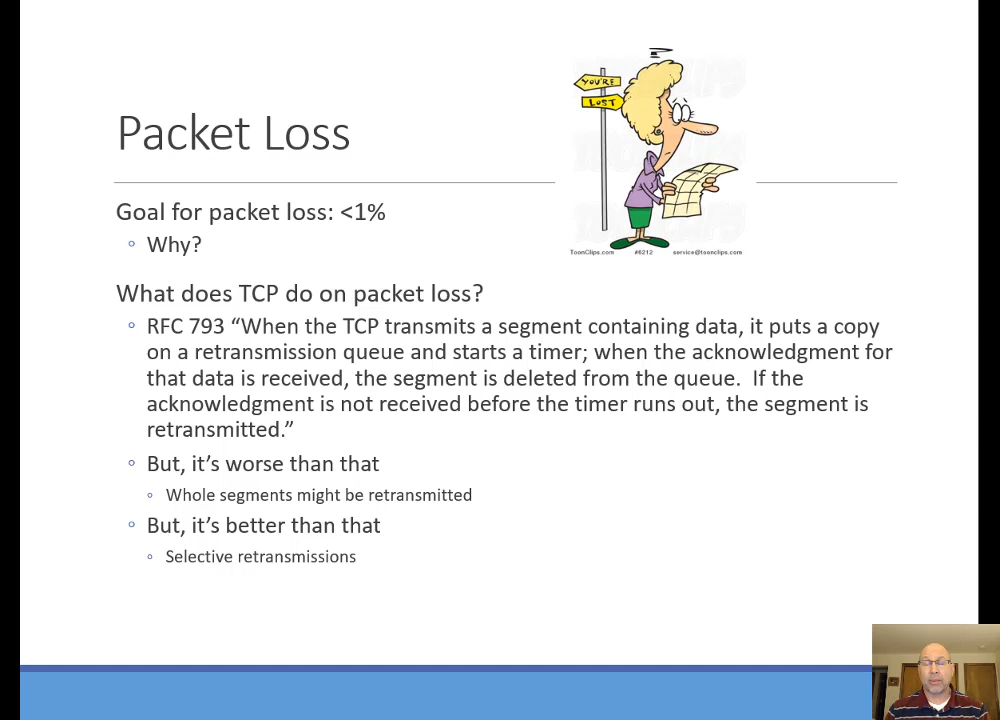 YOU'RE
LOST
Packet Loss
ToonClips.com #6212 service@toonclips.com
Goal for packet loss: <1%
Why?
What does TCP do on packet loss?
RFC 793 “When the TCP transmits a segment containing data, it puts a copy
on a retransmission queue and starts a timer; when the acknowledgment for
that data is received, the segment is deleted from the queue.  If the
acknowledgment is not received before the timer runs out, the segment is
retransmitted.”
But, it’s worse than that
Whole segments might be retransmitted
But, it’s better than that
Selective retransmissions